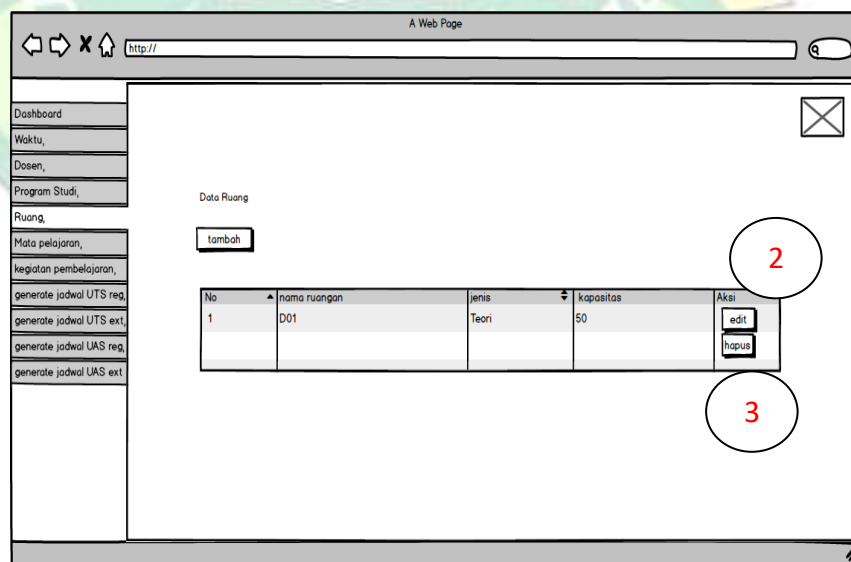 A Web Page
http://
Dashboard
Waktu,
Dosen,
Program Studi,
Ruang,
Mata pelajaran,
kegiatan pembelajaran,
generate jadwal UTS reg,
generate jadwal UTS ext,
generate jadwal UAS reg,
generate jadwal UAS ext
Data Ruang
tambah
2
No nama ruangan jenis kapasitas Aksi
1 D01 Teori 50 edit
hapus
3